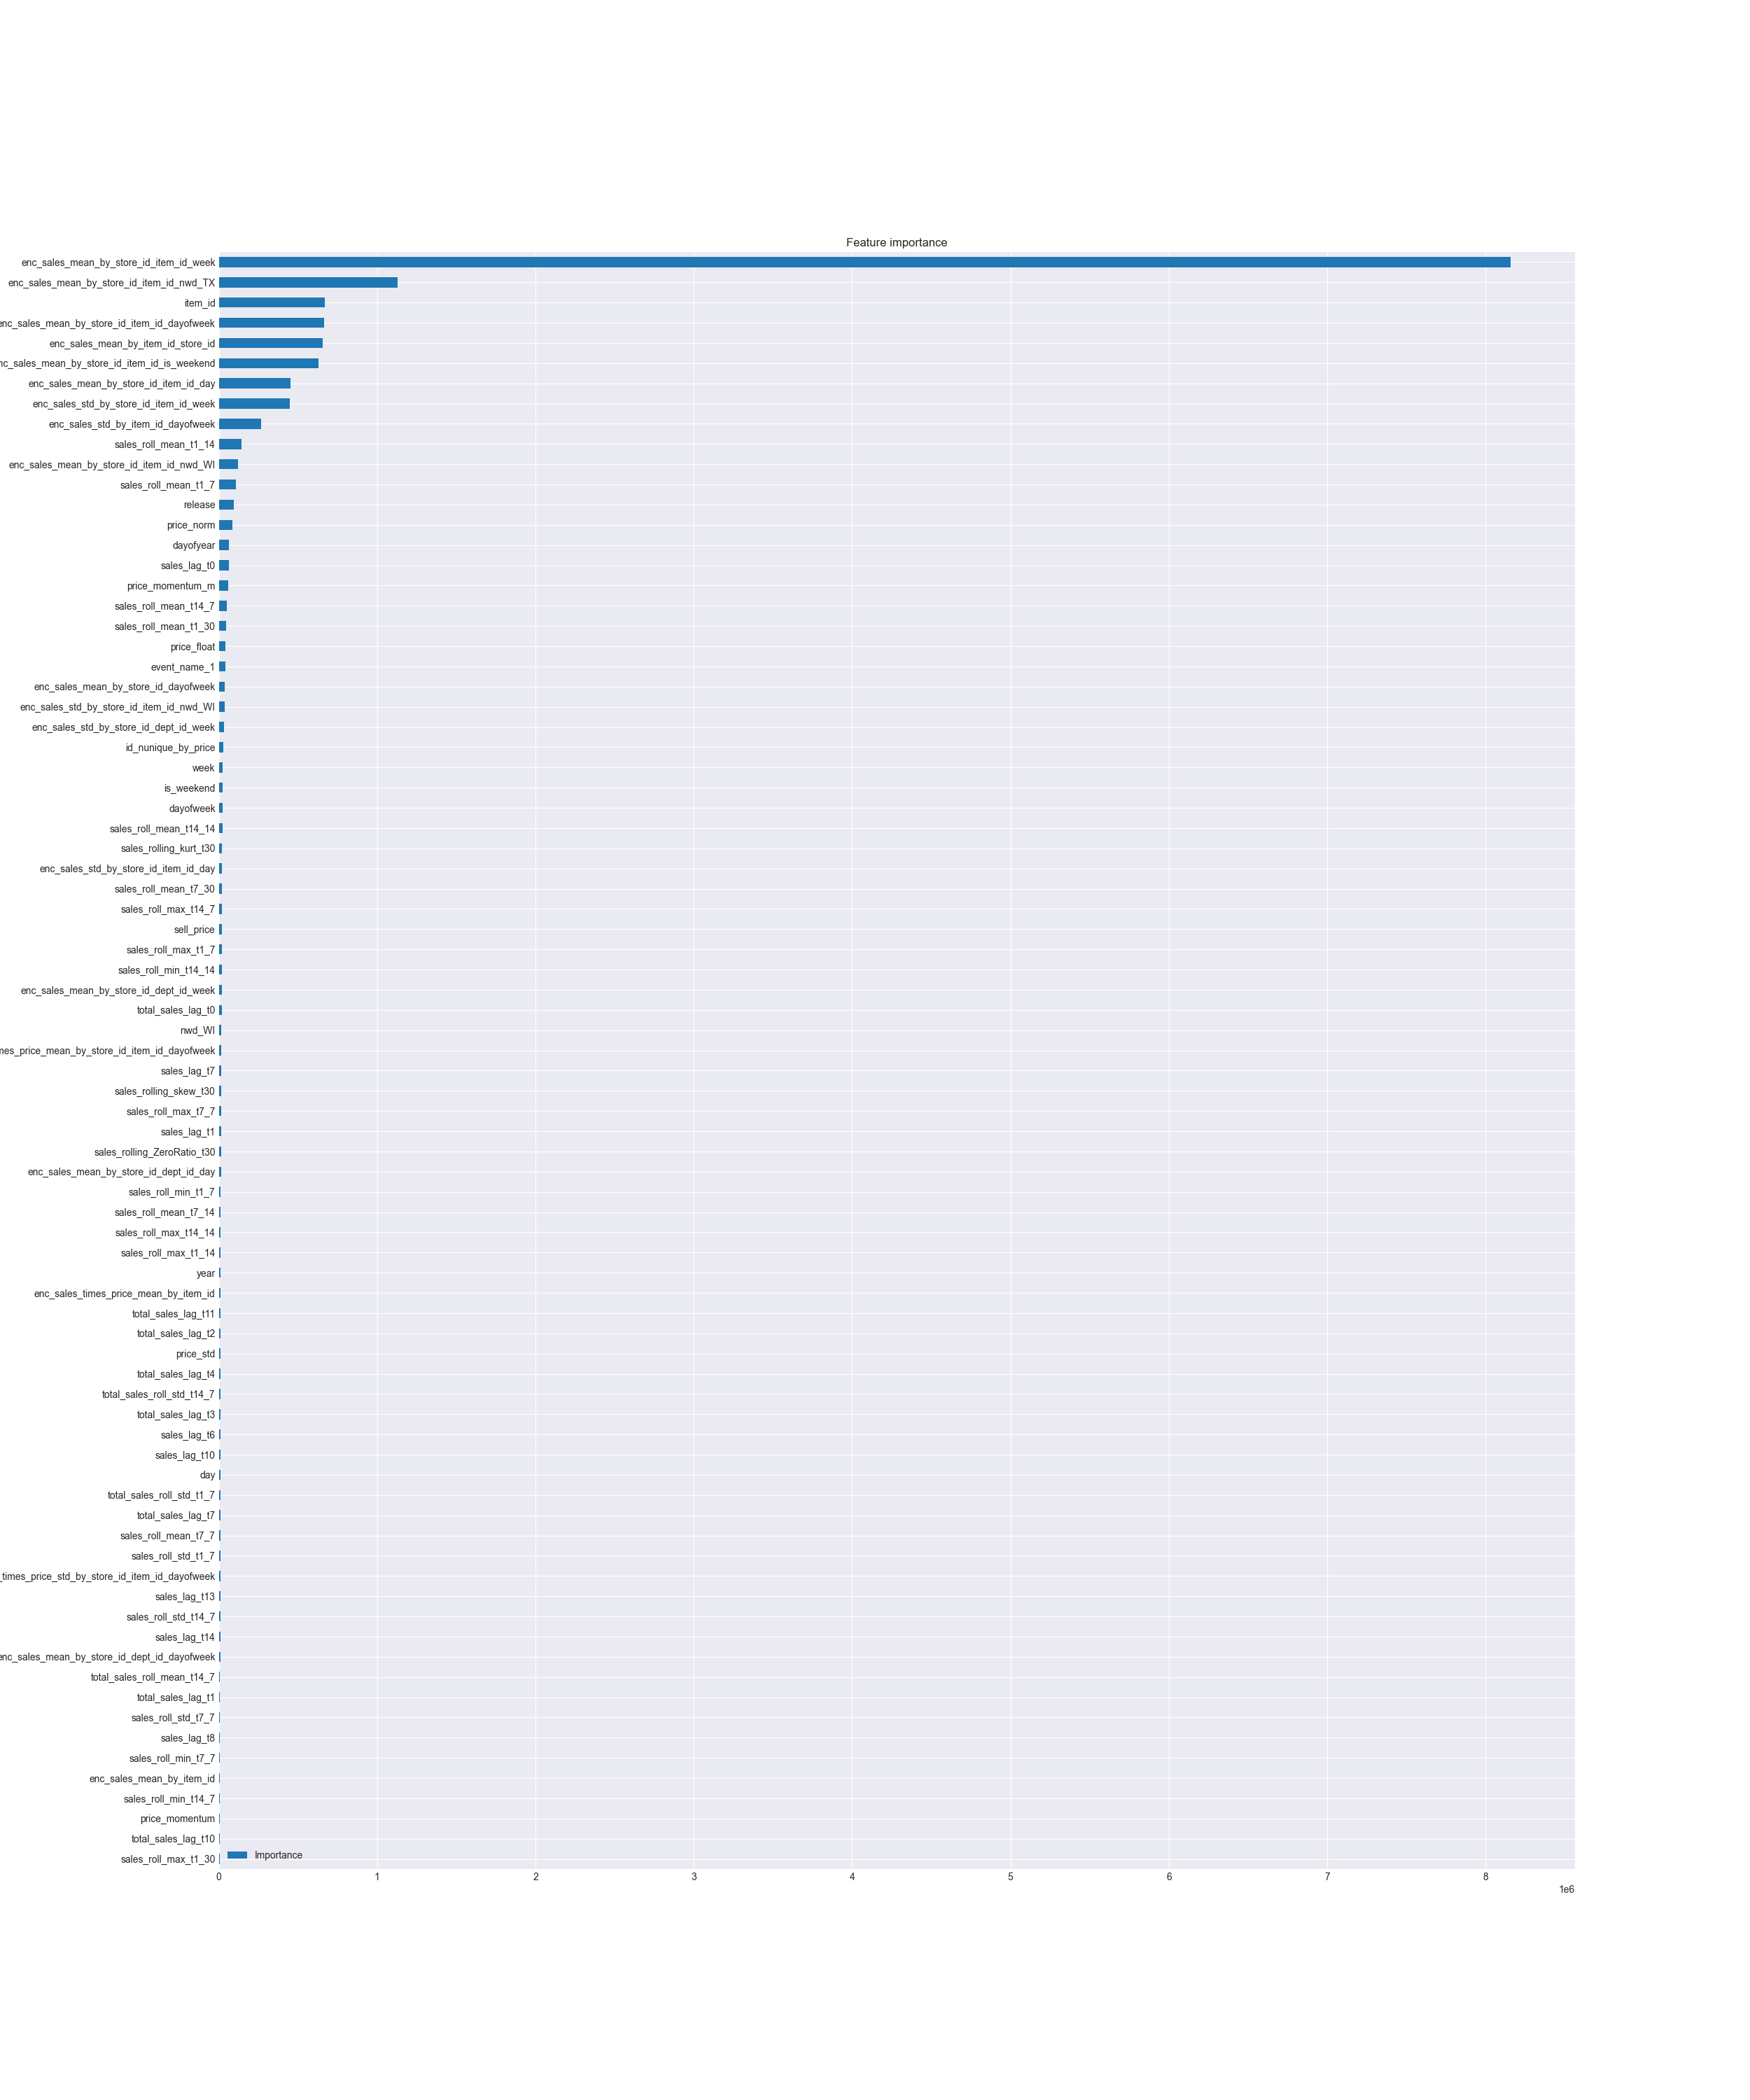 Feature importance
enc_sales_mean_by_store_id_item_id_week
enc_sales_mean_by_store_id_item_id_nwd_TX
item_id
enc_sales_mean_by_store_id_item_id_dayofweek
enc_sales_mean_by_item_id_store_id
nc_sales_mean_by_store_id_item_id_is_weekend
enc_sales_mean_by_store_id_item_id_day
enc_sales_std_by_store_id_item_id_week
enc_sales_std_by_item_id_dayofweek
sales_roll_mean_t1_14
enc_sales_mean_by_store_id_item_id_nwd_WI
sales_roll_mean_t1_7
release
price_norm
dayofyear
sales_lag_t0
price_momentum_m
sales_roll_mean_t14_7
sales_roll_mean_t1_30
price_float
event_name_1
enc_sales_mean_by_store_id_dayofweek
enc_sales_std_by_store_id_item_id_nwd_WI
enc_sales_std_by_store_id_dept_id_week
id_nunique_by_price
week
is_weekend
dayofweek
sales_roll_mean_t14_14
sales_rolling_kurt_t30
enc_sales_std_by_store_id_item_id_day
sales_roll_mean_t7_30
sales_roll_max_t14_7
sell_price
sales_roll_max_t1_7
sales_roll_min_t14_14
enc_sales_mean_by_store_id_dept_id_week
total_sales_lag_t0
nwd_WI
mes_price_mean_by_store_id_item_id_dayofweek
sales_lag_t7
sales_rolling_skew_t30
sales_roll_max_t7_7
sales_lag_t1
sales_rolling_ZeroRatio_t30
enc_sales_mean_by_store_id_dept_id_day
sales_roll_min_t1_7
sales_roll_mean_t7_14
sales_roll_max_t14_14
sales_roll_max_t1_14
year
enc_sales_times_price_mean_by_item_id
total_sales_lag_t11
total_sales_lag_t2
price_std
total_sales_lag_t4
total_sales_roll_std_t14_7
total_sales_lag_t3
sales_lag_t6
sales_lag_t10
day
total_sales_roll_std_t1_7
total_sales_lag_t7
sales_roll_mean_t7_7
sales_roll_std_t1_7
_times_price_std_by_store_id_item_id_dayofweek
sales_lag_t13
sales_roll_std_t14_7
sales_lag_t14
enc_sales_mean_by_store_id_dept_id_dayofweek
total_sales_roll_mean_t14_7
total_sales_lag_t1
sales_roll_std_t7_7
sales_lag_t8
sales_roll_min_t7_7
enc_sales_mean_by_item_id
sales_roll_min_t14_7
price_momentum
total_sales_lag_t10
sales_roll_max_t1_30
Importance
0 1 2 3 4 5 6 7 8
1e6